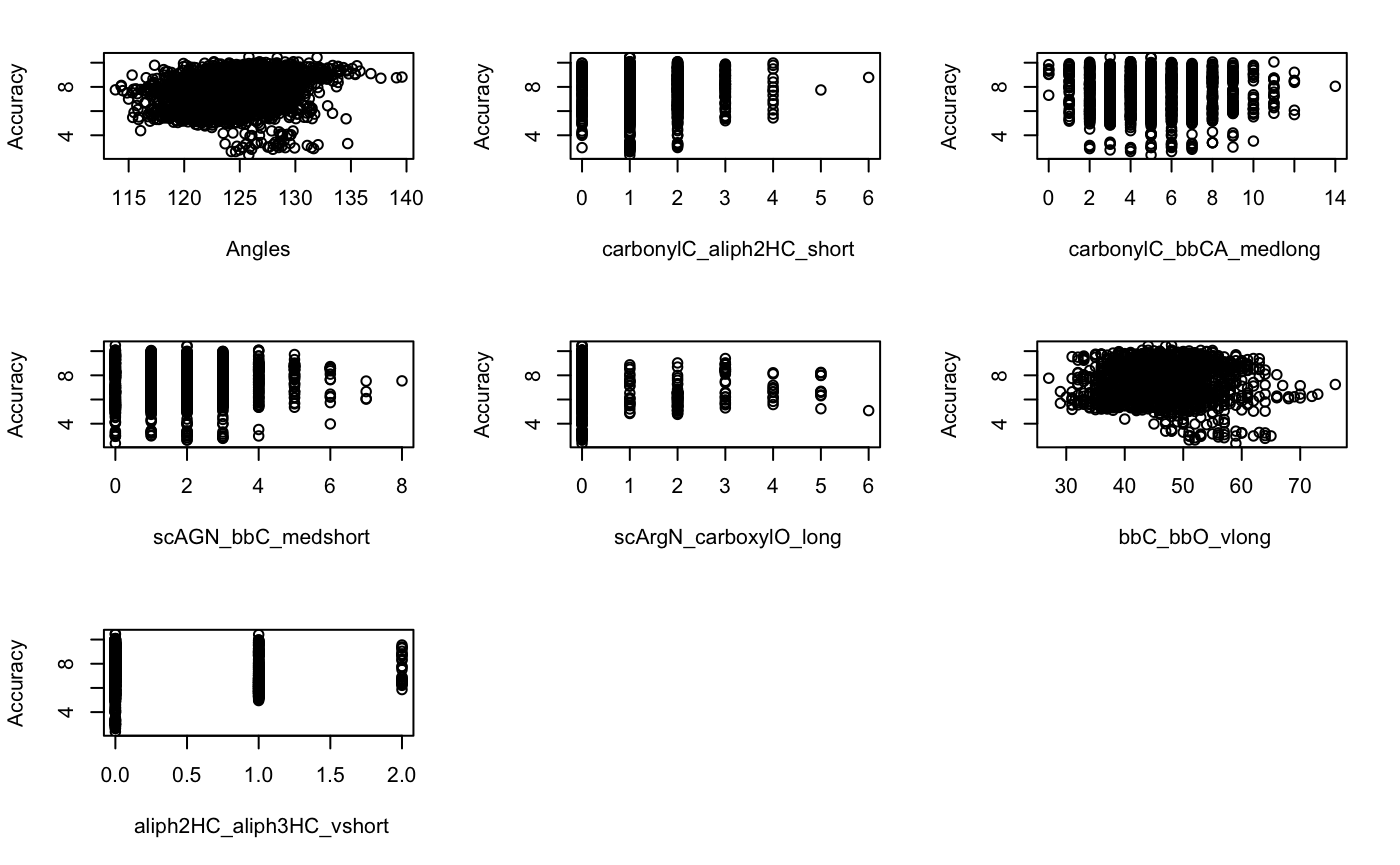 Accuracy
8
4
115 120 125 130 135 140
Angles
Accuracy
8
4
0 1 2 3 4 5 6
carbonylC_aliph2HC_short
Accuracy
8
4
0 2 4 6 8 10 14
carbonylC_bbCA_medlong
Accuracy
8
4
0 2 4 6 8
scAGN_bbC_medshort
Accuracy
8
4
0 1 2 3 4 5 6
scArgN_carboxylO_long
Accuracy
8
4
30 40 50 60 70
bbC_bbO_vlong
Accuracy
8
4
0.0 0.5 1.0 1.5 2.0
aliph2HC_aliph3HC_vshort